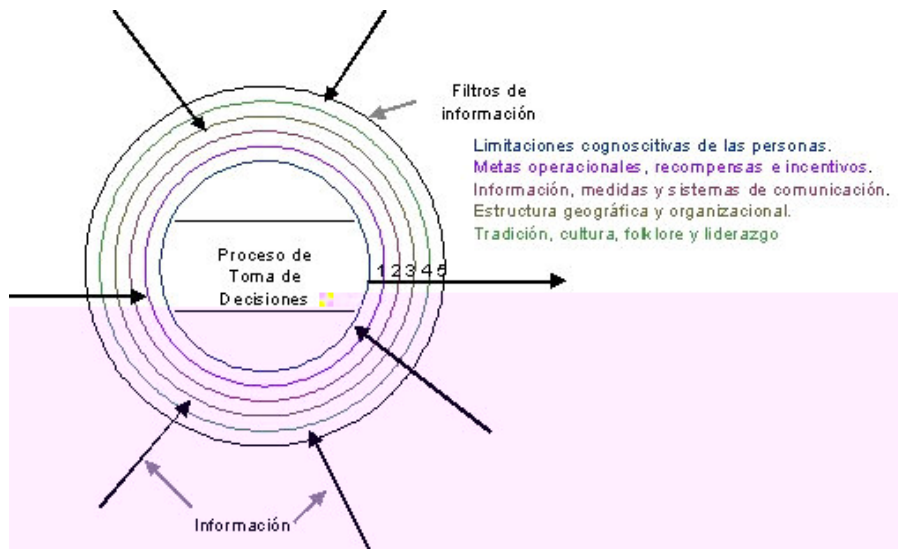 Filtros de
información
Limitaciones cognoscitivas de las personas.
Metas operacionales, recompensas e incentivos.
Información, medidas y sistemas de comunicación.
Estructura geográfica y organizacional.
Tradición, cultura, folklore y liderazgo
Proceso de
Toma de
Decisiones
1 2 3 4 5
Información